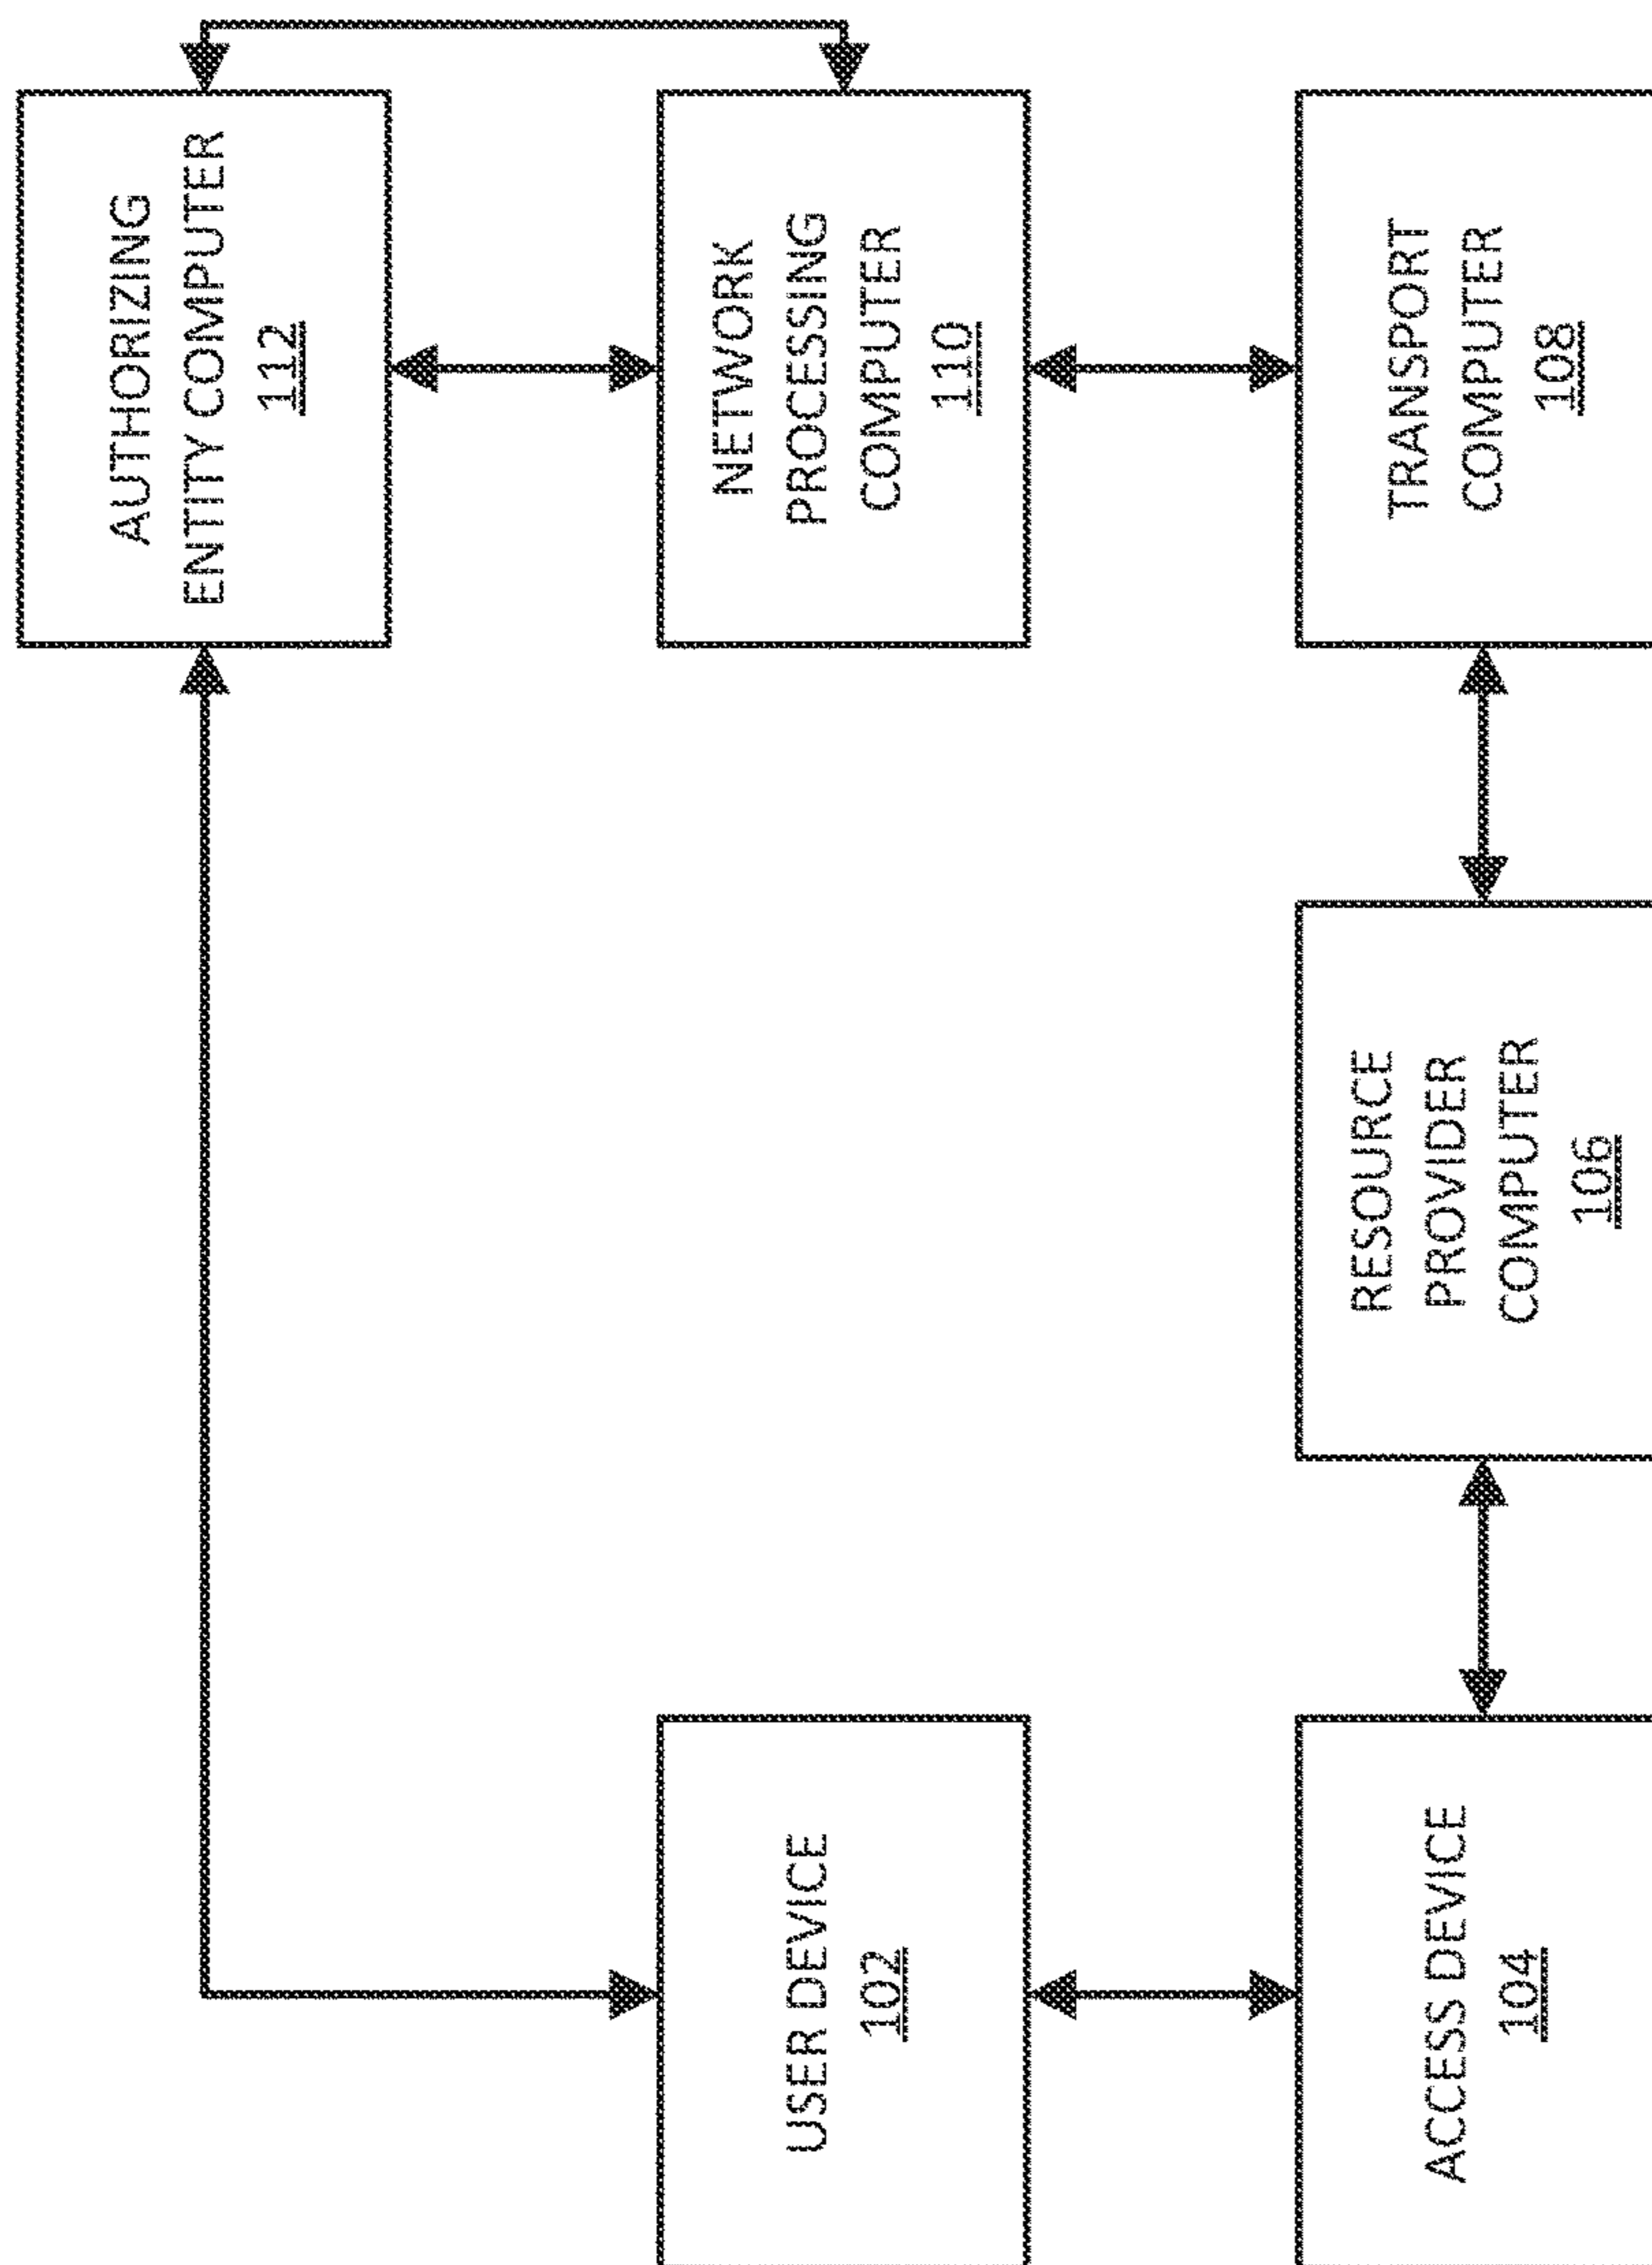 AUTHORIZING
ENTITY COMPUTER
112
USER DEVICE
102
NETWORK
PROCESSING
COMPUTER
110
ACCESS DEVICE
104
RESOURCE
PROVIDER
COMPUTER
106
TRANSPORT
COMPUTER
108